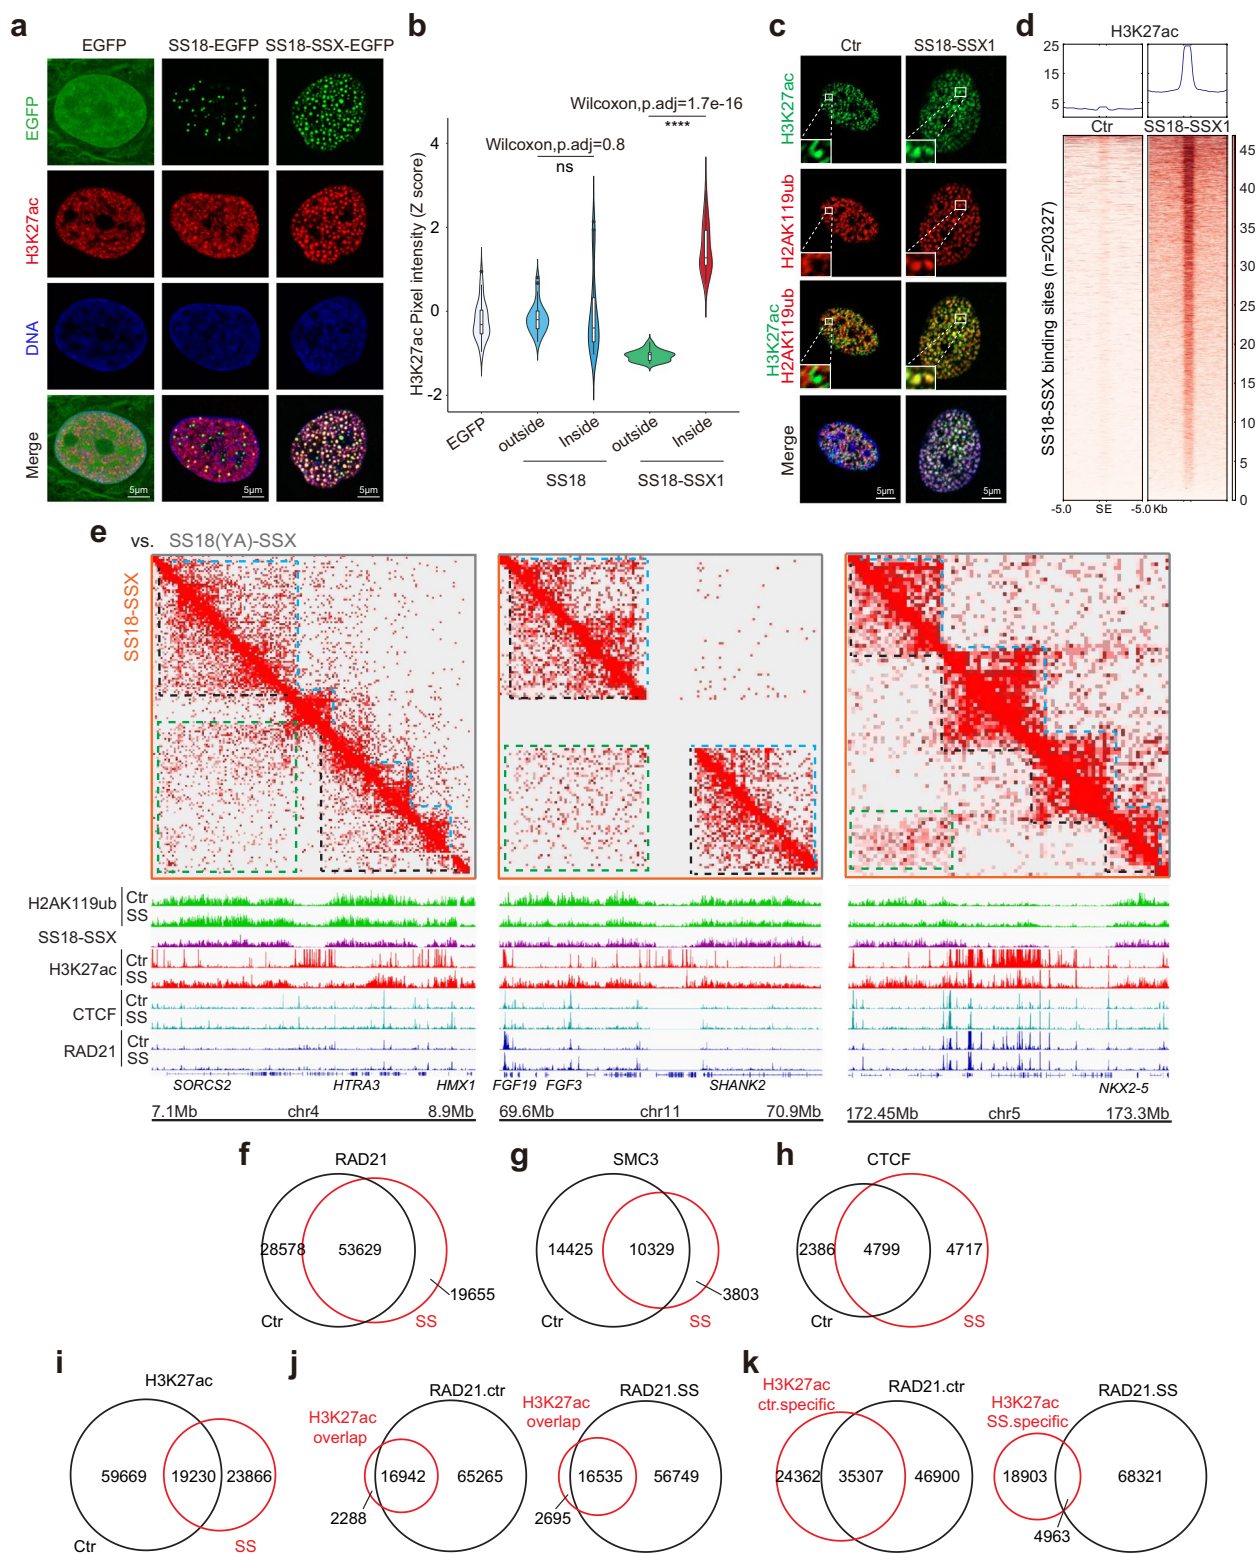 a
EGFP
SS18-EGFP
SS18-SSX-EGFP
EGFP
H3K27ac
DNA
Merge
5μm
5μm
5μm
b
Wilcoxon,p.adj=1.7e-16
****
Wilcoxon,p.adj=0.8
ns
H3K27ac Pixel intensity (Z score)
4
2
0
-2
EGFP
outside
Inside
outside
Inside
SS18
SS18-SSX1
c
Ctr
SS18-SSX1
H3K27ac
H2AK119ub
H3K27ac
H2AK119ub
Merge
5μm
5μm
d
H3K27ac
25
15
5
Ctr
SS18-SSX1
SS18-SSX binding sites (n=20327)
45
40
35
30
25
20
15
10
5
0
-5.0
SE
-5.0
Kb
e
vs.
SS18(YA)-SSX
SS18-SSX
H2AK119ub
Ctr
SS
SS18-SSX
H3K27ac
Ctr
SS
CTCF
Ctr
SS
RAD21
Ctr
SS
SORCS2
HTRA3
HMX1
FGF19
FGF3
SHANK2
NKX2-5
7.1Mb
chr4
8.9Mb
69.6Mb
chr11
70.9Mb
172.45Mb
chr5
173.3Mb
f
RAD21
28578
53629
19655
Ctr
SS
g
SMC3
14425
10329
3803
Ctr
SS
h
CTCF
2386
4799
4717
Ctr
SS
i
H3K27ac
59669
19230
23866
Ctr
SS
j
RAD21.ctr
H3K27ac
overlap
16942
65265
2288
RAD21.SS
H3K27ac
overlap
16535
56749
2695
k
H3K27ac
ctr.specific
RAD21.ctr
24362
35307
46900
H3K27ac
SS.specific
RAD21.SS
18903
68321
4963